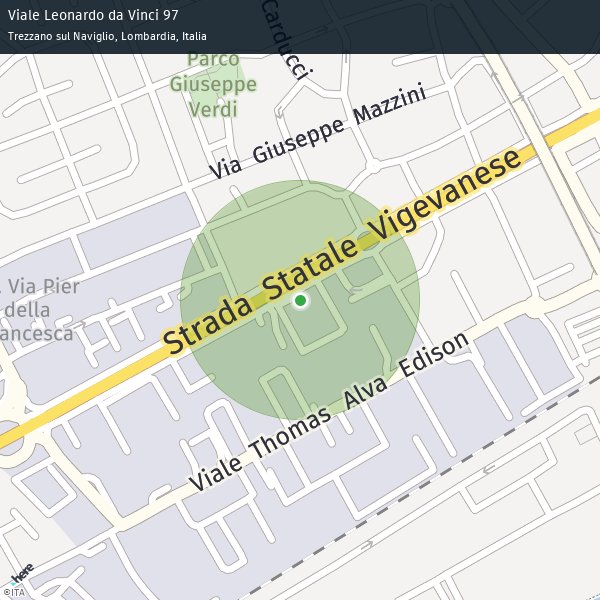 Viale Leonardo da Vinci 97
Trezzano sul Naviglio, Lombardia, Italia
Carducci
Parco
Giuseppe
Verdi
Via Giuseppe Mazzini
Strada Statale Vigevanese
. Via Pier
della
ancesca
Viale Thomas Alva Edison
here
©ITA